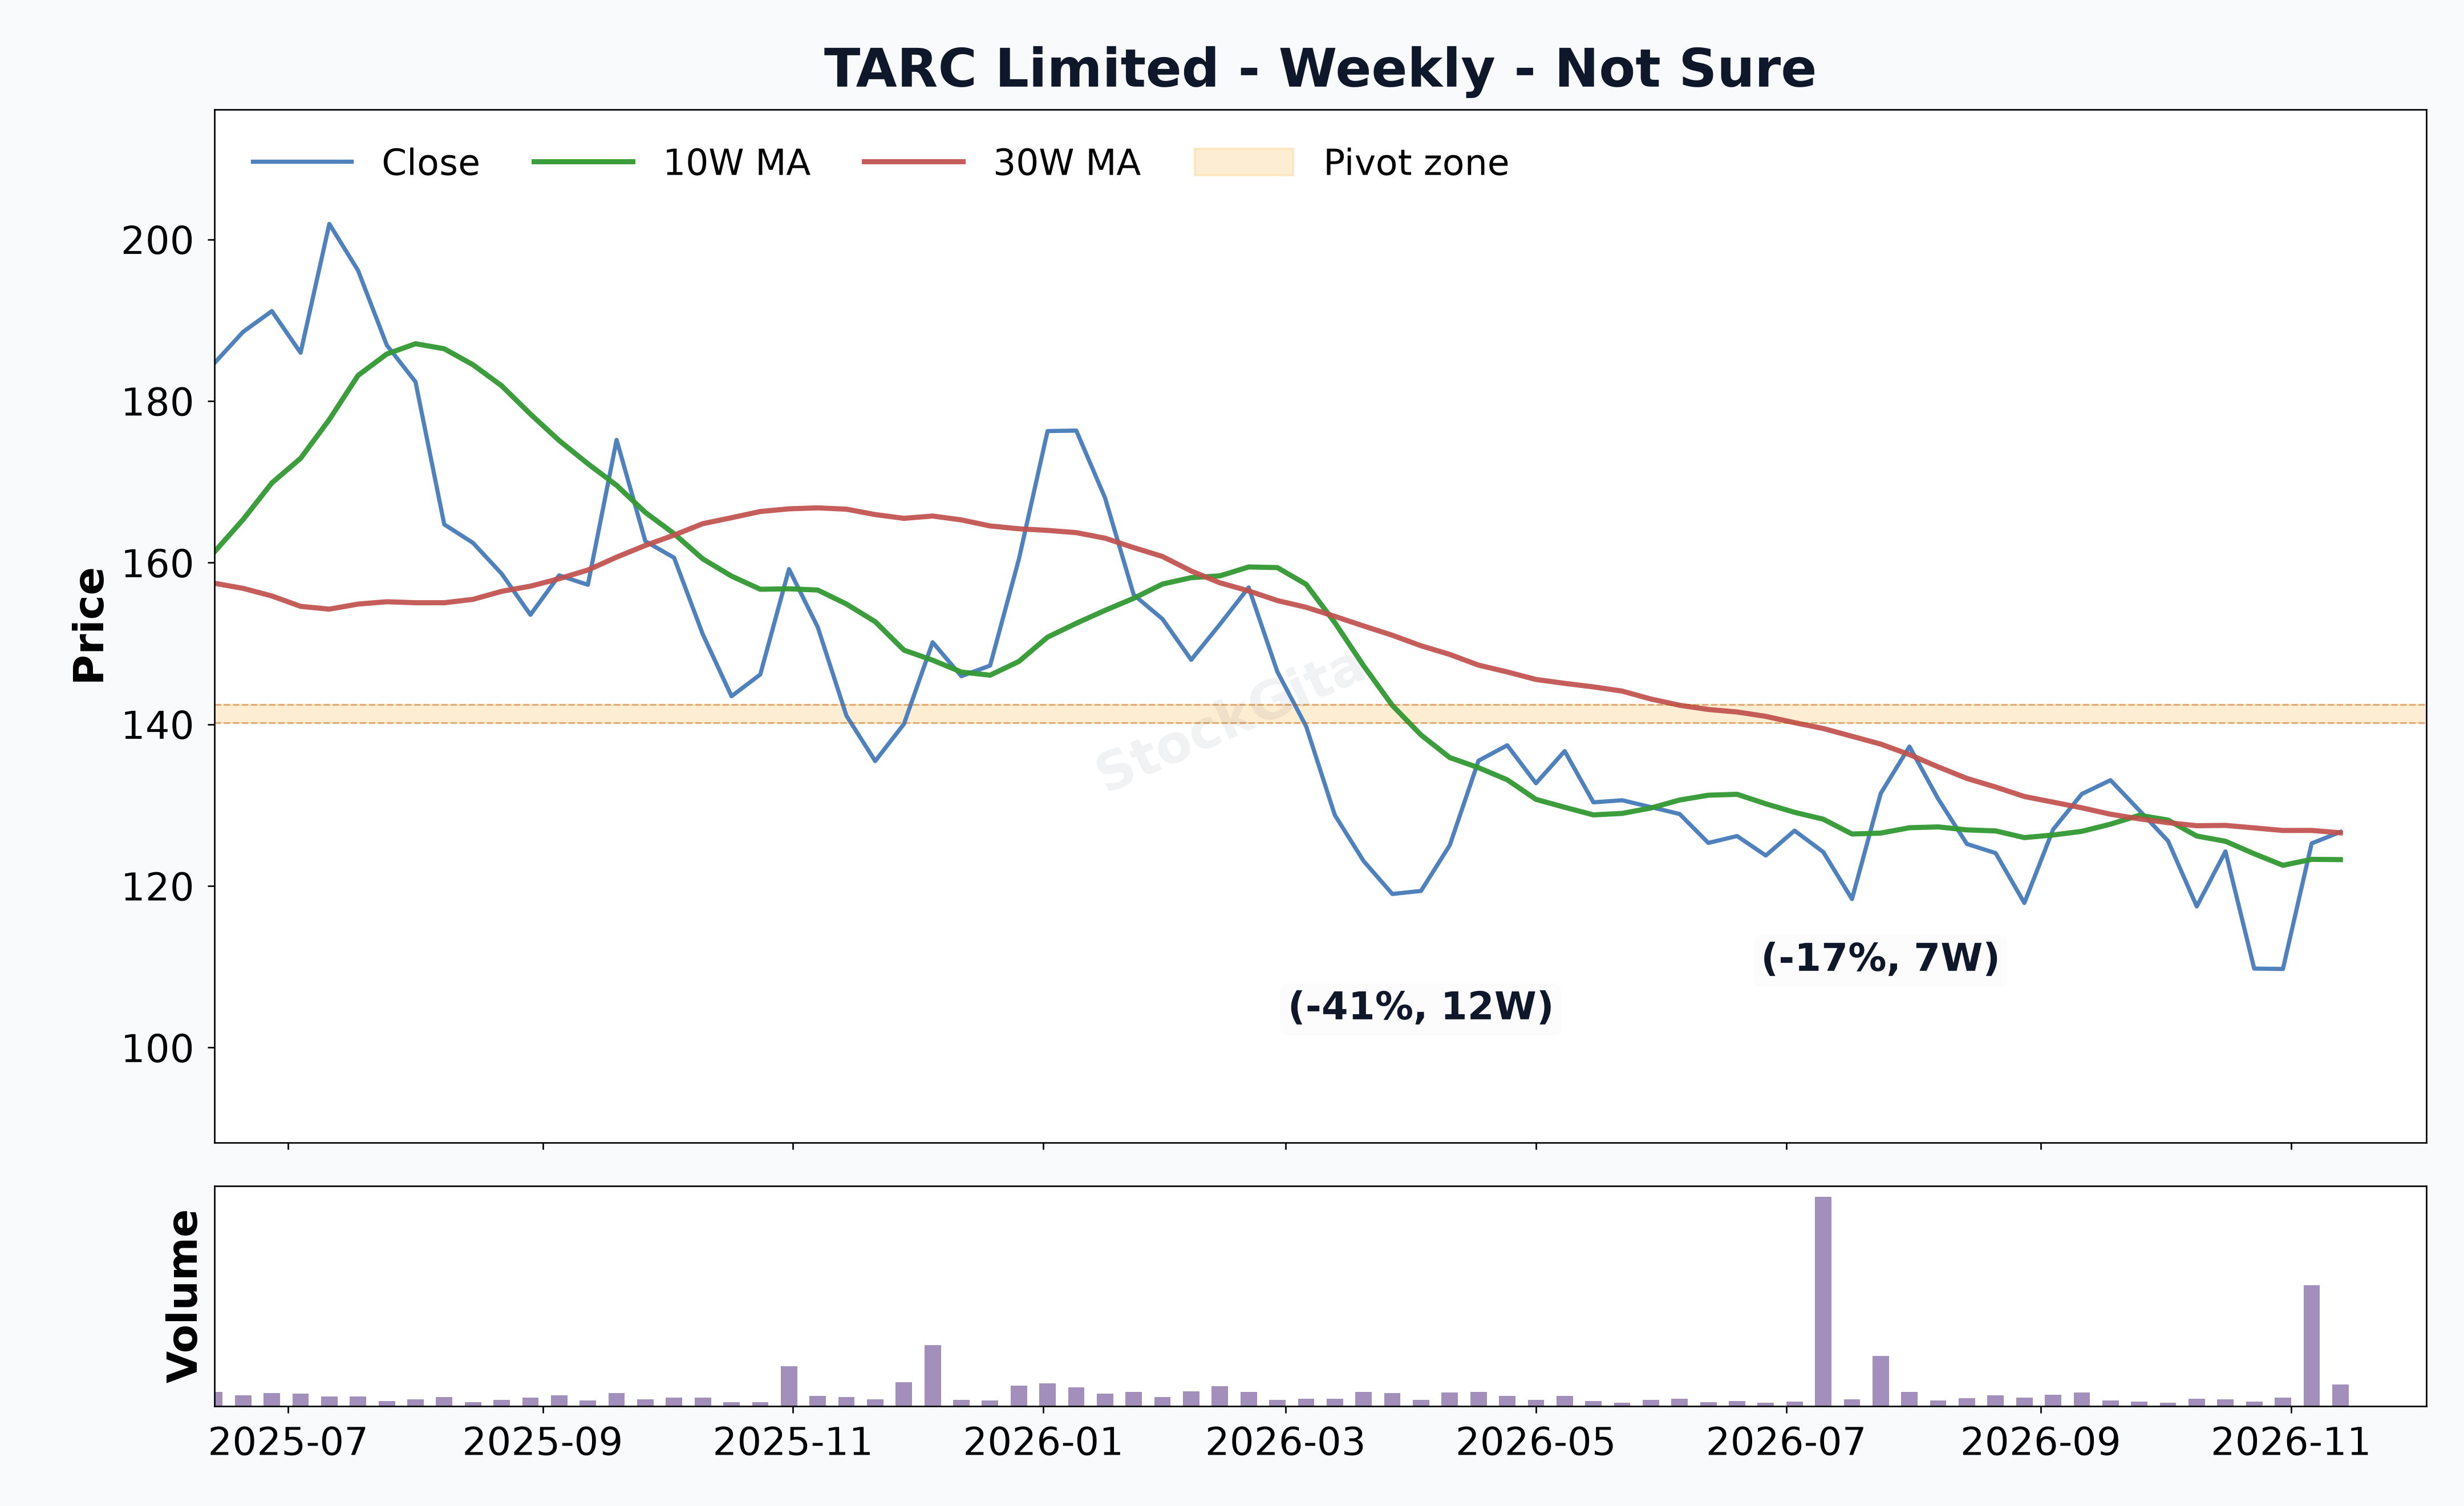 TARC Limited - Weekly - Not Sure
Close 10W MA 30W MA Pivot zone
Price
200
180
160
140
120
100
StockGita
(-17%, 7W)
(-41%, 12W)
Volume
2025-07 2025-09 2025-11 2026-01 2026-03 2026-05 2026-07 2026-09 2026-11